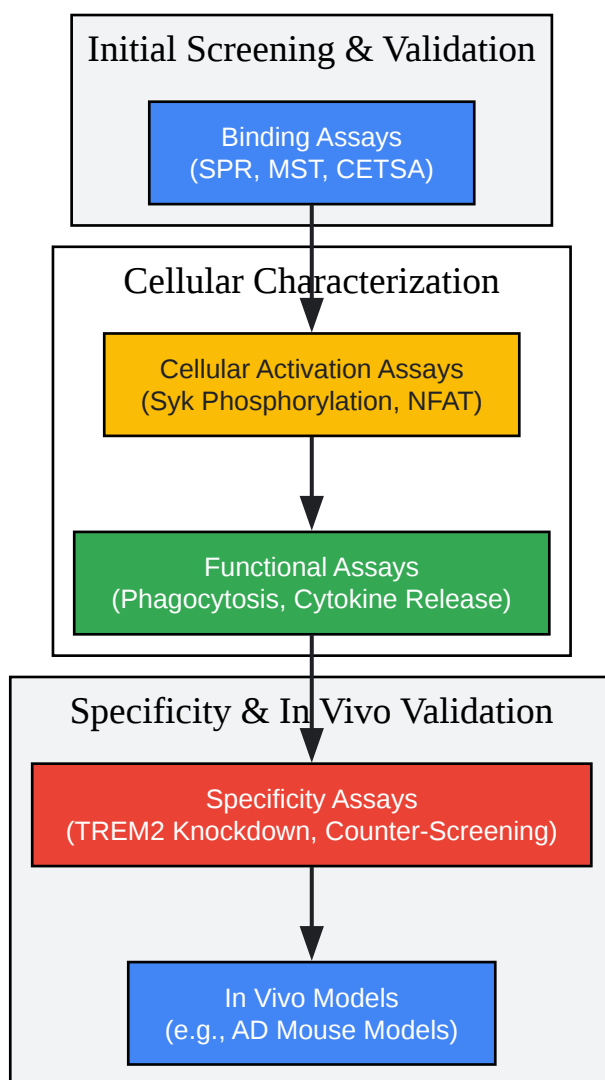 Initial Screening & Validation
Binding Assays
(SPR, MST, CETSA)
Cellular Characterization
Cellular Activation Assays
(Syk Phosphorylation, NFAT)
Functional Assays
(Phagocytosis, Cytokine Release)
Specificity & In Vivo Validation
Specificity Assays
(TREM2 Knockdown, Counter-Screening)
In Vivo Models
(e.g., AD Mouse Models)